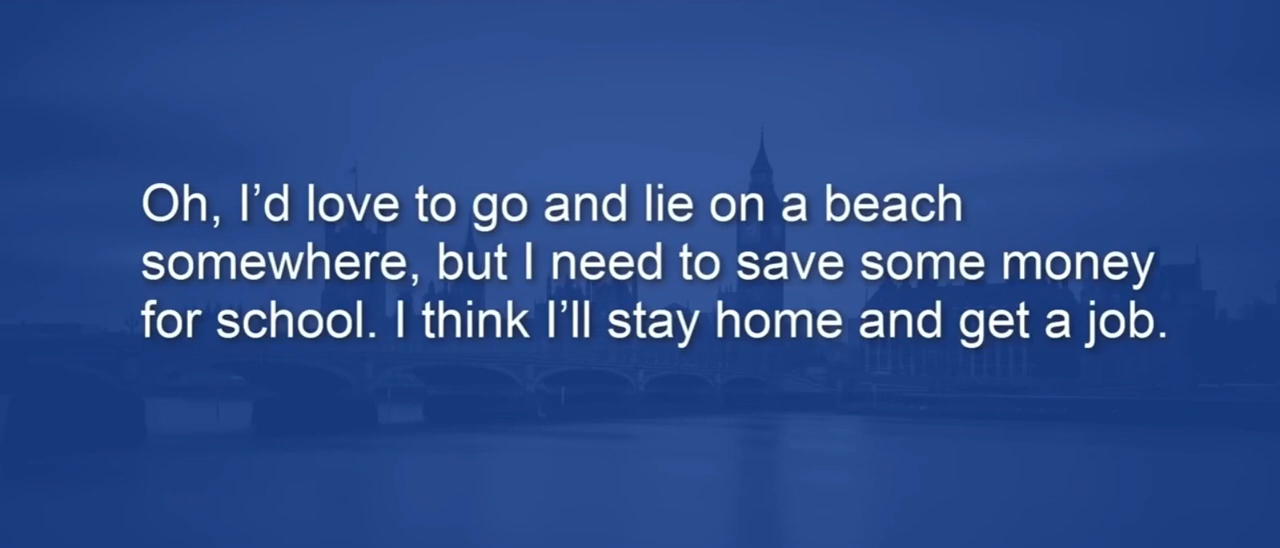 Oh, I’d love to go and lie on a beach
somewhere, but I need to save some money
for school. I think I’ll stay home and get a job.